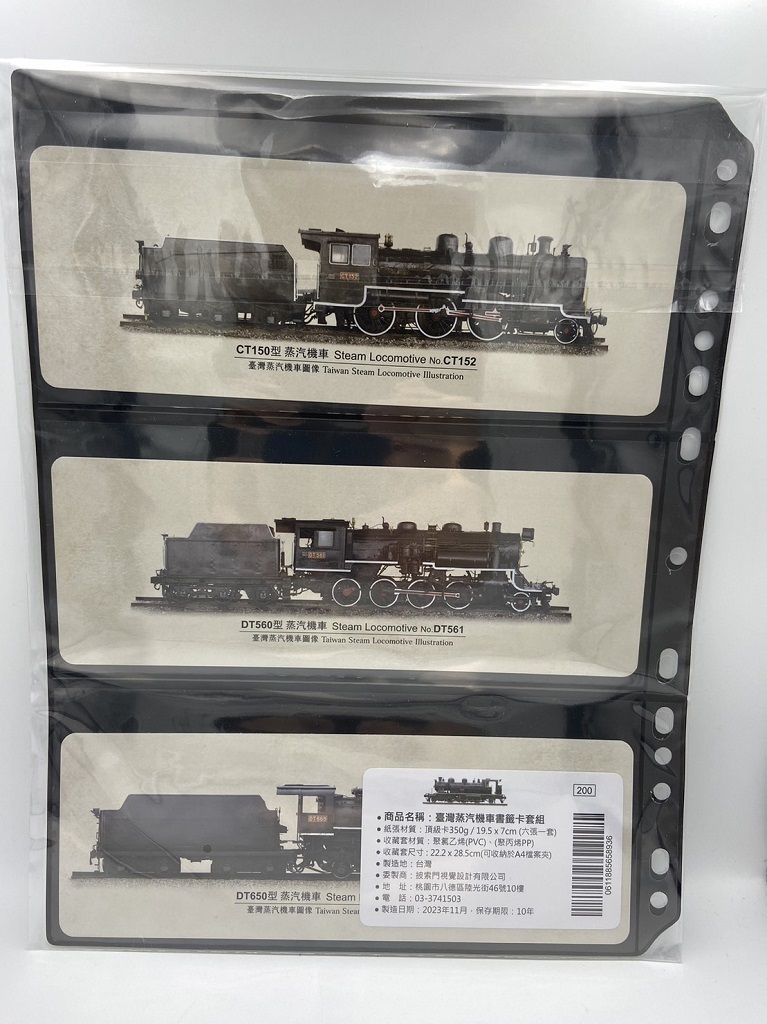 CT152
CT150型 蒸汽機車 Steam Locomotive No.CT152
臺灣蒸汽機車圖像 Taiwan Steam Locomotive Illustration
DT561
DT560型 蒸汽機車 Steam Locomotive No.DT561
臺灣蒸汽機車圖像 Taiwan Steam Locomotive Illustration
DT650型 蒸汽機車 Steam
臺灣蒸汽機車圖像 Taiwan Stea
200
• 商品名稱：臺灣蒸汽機車書籤卡套組
• 紙張材質：頂級卡350g / 19.5 x 7cm (六張一套)
• 收藏套材質：聚氯乙烯(PVC)。(聚丙烯PP)
• 收藏套尺寸：22.2 x 28.5cm(可收納於A4檔案夾)
• 製造地：台灣
• 委製商：披索門視覺設計有限公司
• 地 址：桃園市八德區陸光街46號10樓
• 電 話：03-3741503
• 製造日期：2023年11月，保存期限：10年
0611885658936